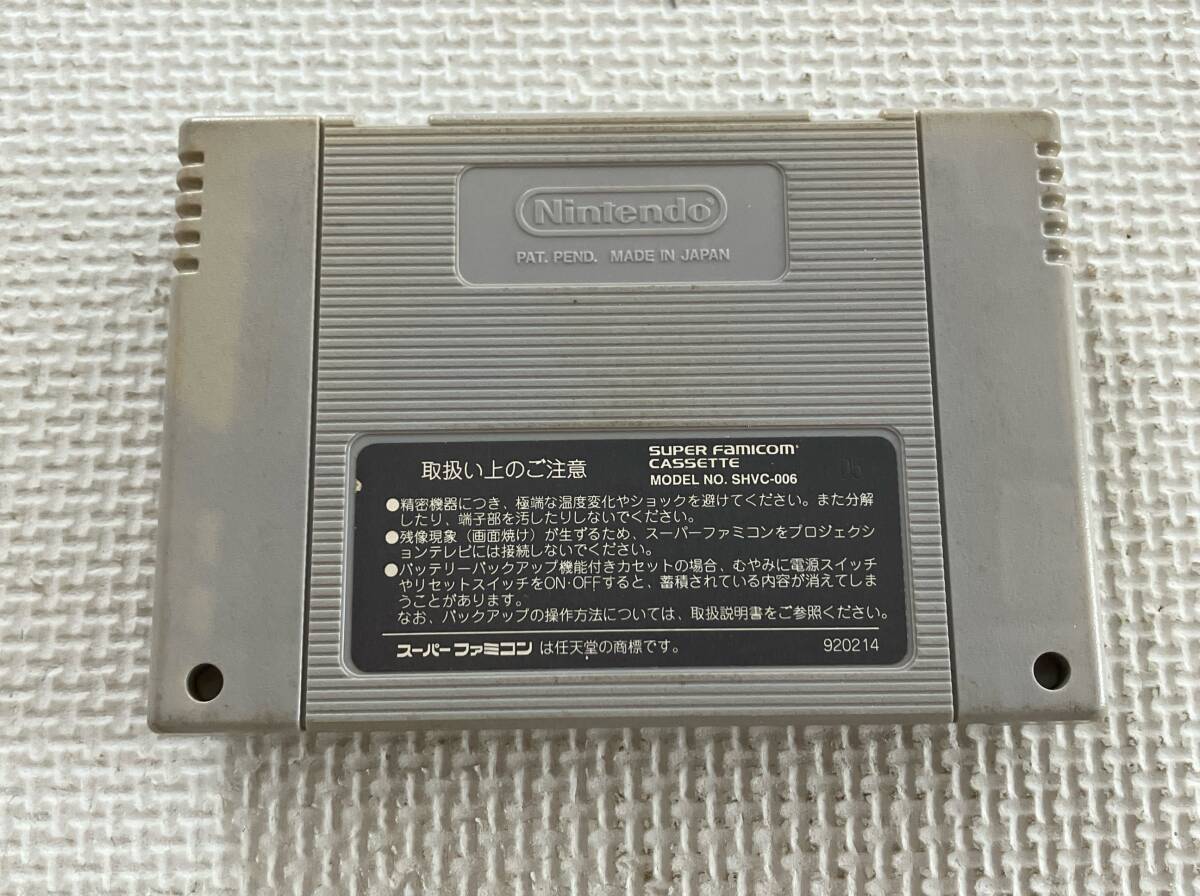 Nintendo
PAT. PEND. MADE IN JAPAN
取扱い上のご注意
SUPER FAMICOM
CASSETTE
MODEL NO. SHVC-006
05
●精密機器につき、極端な温度変化やショックを避けてください。また分解
したり、端子部を汚したりしないでください。
●残像現象（画面焼け）が生ずるため、スーパーファミコンをプロジェクシ
ョンテレビには接続しないでください。
●バッテリーバックアップ機能付きカセットの場合、むやみに電源スイッチ
やリセットスイッチをON・OFFすると、蓄積されている内容が消えてしま
うことがあります。
なお、バックアップの操作方法については、取扱説明書をご参照ください。
スーパーファミコン は任天堂の商標です。
920214